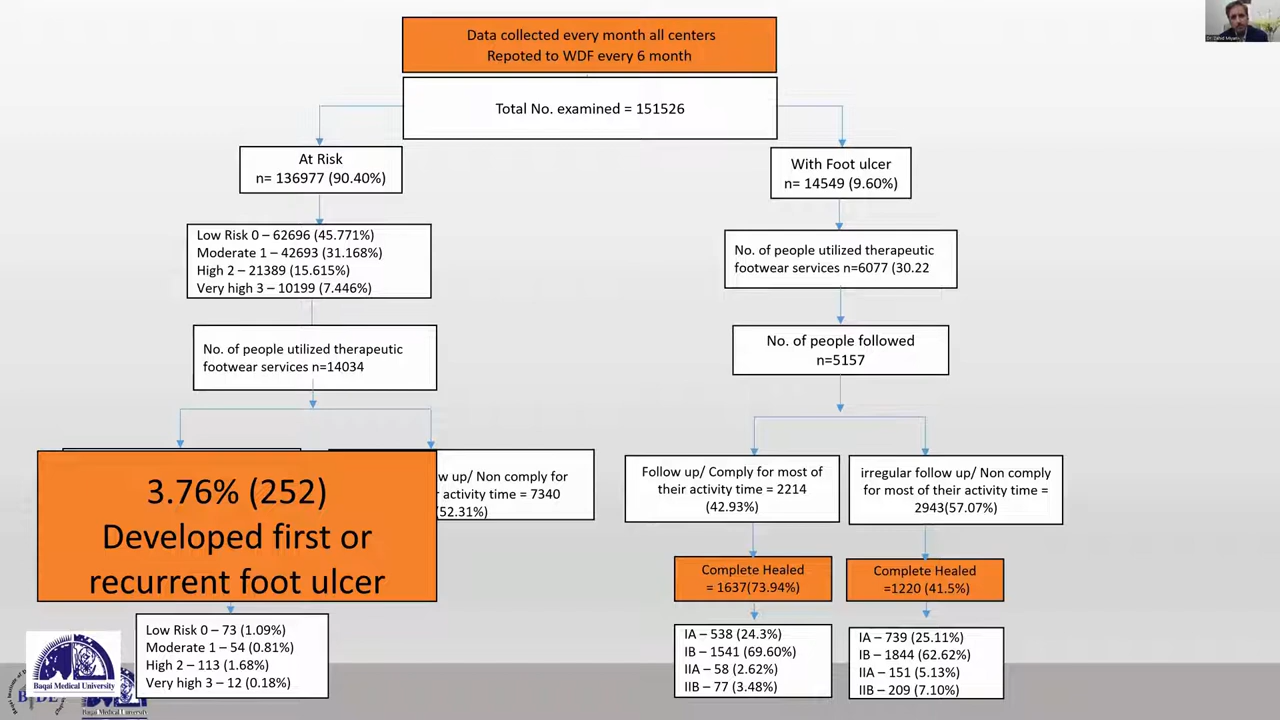 Data collected every month all centers
Repoted to WDF every 6 month
Total No. examined = 151526
At Risk
n= 136977 (90.40%)
With Foot ulcer
n= 14549 (9.60%)
Low Risk 0 – 62696 (45.771%)
Moderate 1 – 42693 (31.168%)
High 2 – 21389 (15.615%)
Very high 3 – 10199 (7.446%)
No. of people utilized therapeutic
footwear services n=6077 (30.22
No. of people utilized therapeutic
footwear services n=14034
No. of people followed
n=5157
3.76% (252)
Developed first or
recurrent foot ulcer
up/ Non comply for
activity time = 7340
(52.31%)
Follow up/ Comply for most of
their activity time = 2214
(42.93%)
irregular follow up/ Non comply
for most of their activity time =
2943(57.07%)
Complete Healed
= 1637(73.94%)
Complete Healed
=1220 (41.5%)
Low Risk 0 – 73 (1.09%)
Moderate 1 – 54 (0.81%)
High 2 – 113 (1.68%)
Very high 3 – 12 (0.18%)
IA – 538 (24.3%)
IB – 1541 (69.60%)
IIA – 58 (2.62%)
IIB – 77 (3.48%)
IA – 739 (25.11%)
IB – 1844 (62.62%)
IIA – 151 (5.13%)
IIB – 209 (7.10%)
Baqai Medical University
Baqai Medical University